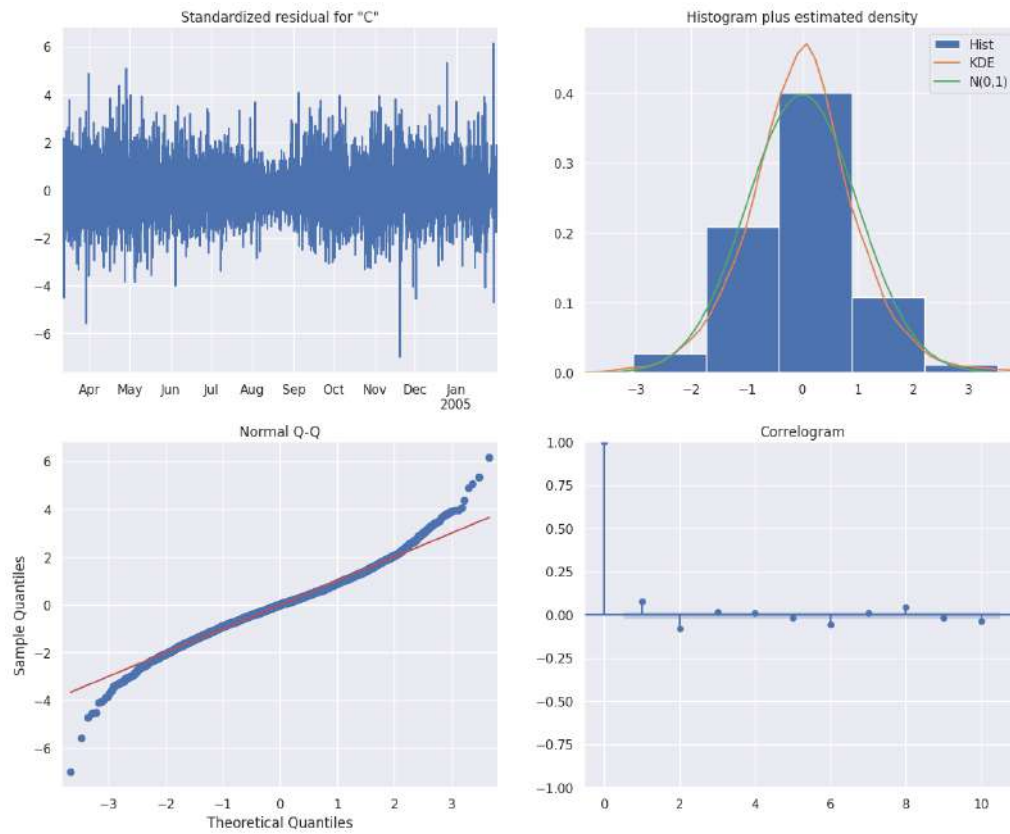 Standardized residual for "C"
6
4
2
0
−2
−4
−6
Apr May Jun Jul Aug Sep Oct Nov Dec Jan
2005
Histogram plus estimated density
Hist
KDE
N(0,1)
0.4
0.3
0.2
0.1
0.0
−3 −2 −1 0 1 2 3
Normal Q-Q
Sample Quantiles
6
4
2
0
−2
−4
−6
−3 −2 −1 0 1 2 3
Theoretical Quantiles
Correlogram
1.00
0.75
0.50
0.25
0.00
−0.25
−0.50
−0.75
−1.00
0 2 4 6 8 10